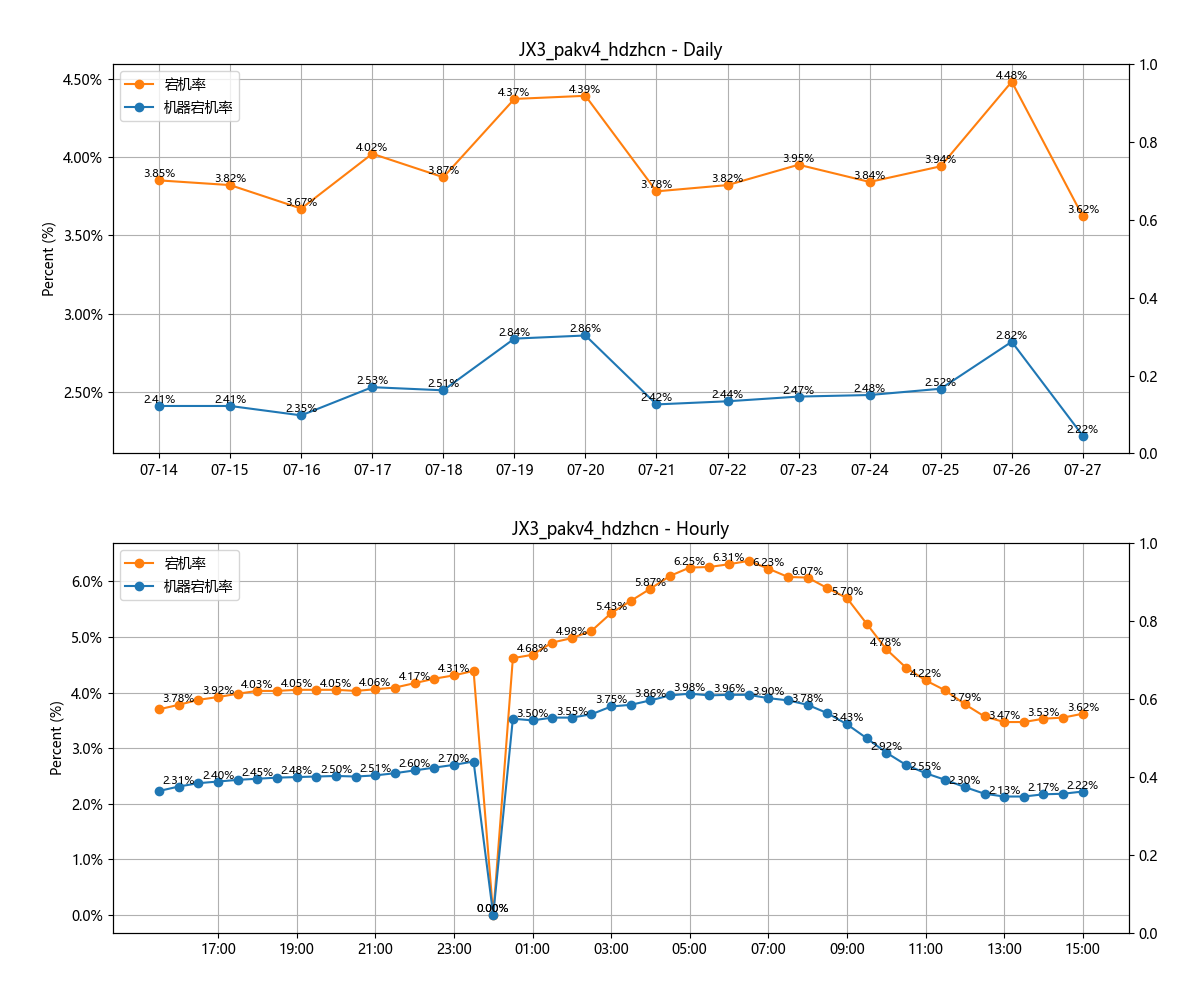 JX3_pakv4_hdzhcn - Daily
宕机率
机器宕机率
Percent (%)
4.50%
4.00%
3.50%
3.00%
2.50%
1.0
0.8
0.6
0.4
0.2
0.0
3.85% 3.82% 3.67% 4.02% 3.87% 4.37% 4.39% 3.78% 3.82% 3.95% 3.84% 3.94% 4.48% 3.62%
2.41% 2.41% 2.35% 2.53% 2.51% 2.84% 2.86% 2.42% 2.44% 2.47% 2.48% 2.52% 2.82% 2.22%
07-14 07-15 07-16 07-17 07-18 07-19 07-20 07-21 07-22 07-23 07-24 07-25 07-26 07-27
JX3_pakv4_hdzhcn - Hourly
宕机率
机器宕机率
Percent (%)
6.0%
5.0%
4.0%
3.0%
2.0%
1.0%
0.0%
1.0
0.8
0.6
0.4
0.2
0.0
3.78% 3.92% 4.03% 4.05% 4.05% 4.06% 4.17% 4.31% 0.00% 4.68% 4.98% 5.43% 5.87% 6.25% 6.31% 6.23% 6.07% 5.70% 4.78% 4.22% 3.79% 3.47% 3.53% 3.62%
2.31% 2.40% 2.45% 2.48% 2.50% 2.51% 2.60% 2.70% 0.00% 3.50% 3.55% 3.75% 3.86% 3.98% 3.96% 3.90% 3.78% 3.43% 2.92% 2.55% 2.30% 2.13% 2.17% 2.22%
17:00 19:00 21:00 23:00 01:00 03:00 05:00 07:00 09:00 11:00 13:00 15:00